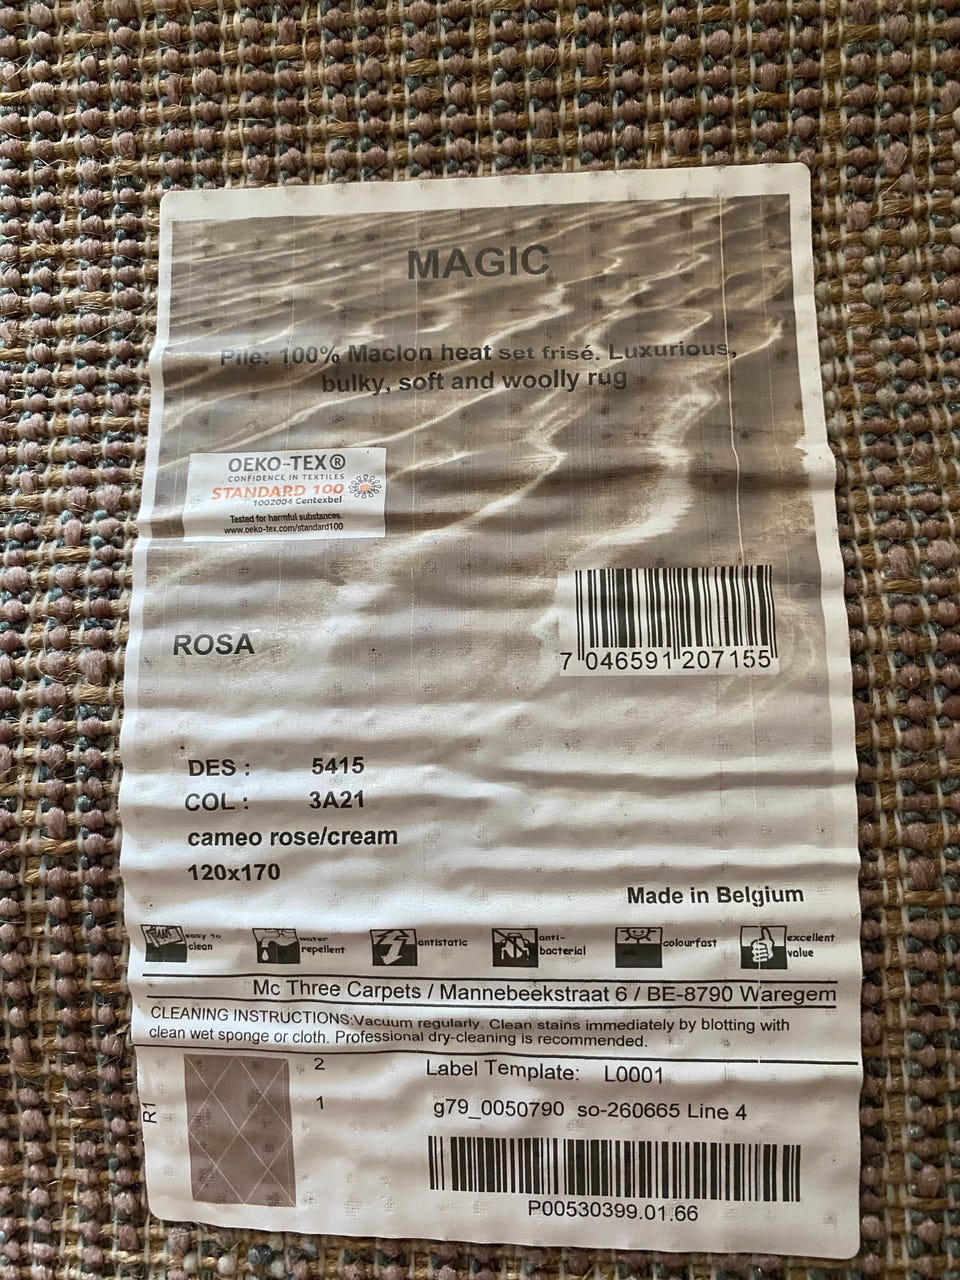 MAGIC
Pile: 100% Maclon heat set frisé. Luxurious,
bulky, soft and woolly rug
OEKO-TEX®
CONFIDENCE IN TEXTILES
STANDARD 100
1002004 Centexbel
Tested for harmful substances.
www.oeko-tex.com/standard100
7 046591 207155
ROSA
DES : 5415
COL : 3A21
cameo rose/cream
120x170
Made in Belgium
easy to
clean
water
repellent
antistatic
anti-
bacterial
colourfast
excellent
value
Mc Three Carpets / Mannebeekstraat 6 / BE-8790 Waregem
CLEANING INSTRUCTIONS:Vacuum regularly. Clean stains immediately by blotting with
clean wet sponge or cloth. Professional dry-cleaning is recommended.
R1
2
1
Label Template: L0001
g79_0050790 so-260665 Line 4
P00530399.01.66